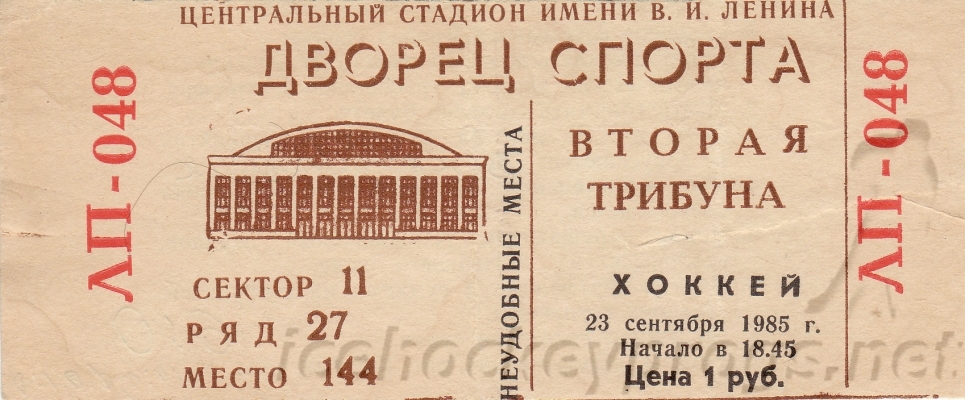 ЦЕНТРАЛЬНЫЙ СТАДИОН ИМЕНИ В. И. ЛЕНИНА
ДВОРЕЦ СПОРТА
ЛП-048
СЕКТОР 11
РЯД 27
МЕСТО 144
НЕУДОБНЫЕ МЕСТА
ВТОРАЯ
ТРИБУНА
ХОККЕЙ
23 сентября 1985 г.
Начало в 18.45
Цена 1 руб.
ЛП-048